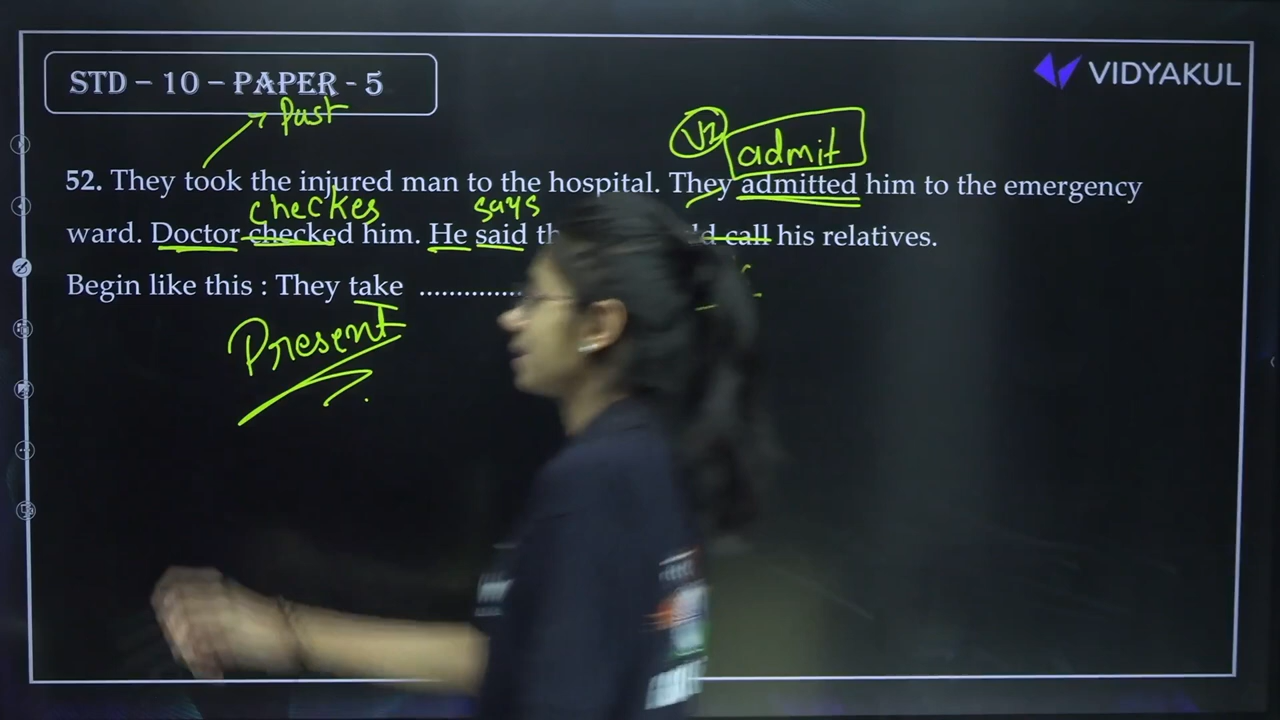 STD – 10 – PAPER - 5
VIDYAKUL
Past
V1 admit
52. They took the injured man to the hospital. They admitted him to the emergency
checkes says
ward. Doctor checked him. He said call his relatives.
Begin like this : They take ..............
Present